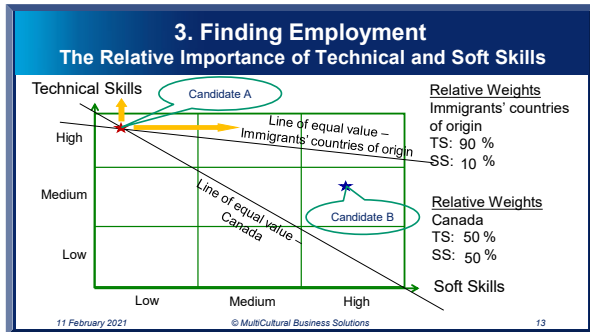 3. Finding Employment
The Relative Importance of Technical and Soft Skills
Technical Skills
Candidate A
High
Medium
Low
Line of equal value –
Immigrants’ countries of origin
Line of equal value –
Canada
Candidate B
Low
Medium
High
Soft Skills
Relative Weights
Immigrants’ countries
of origin
TS: 90 %
SS: 10 %
Relative Weights
Canada
TS: 50 %
SS: 50 %
11 February 2021
© MultiCultural Business Solutions
13